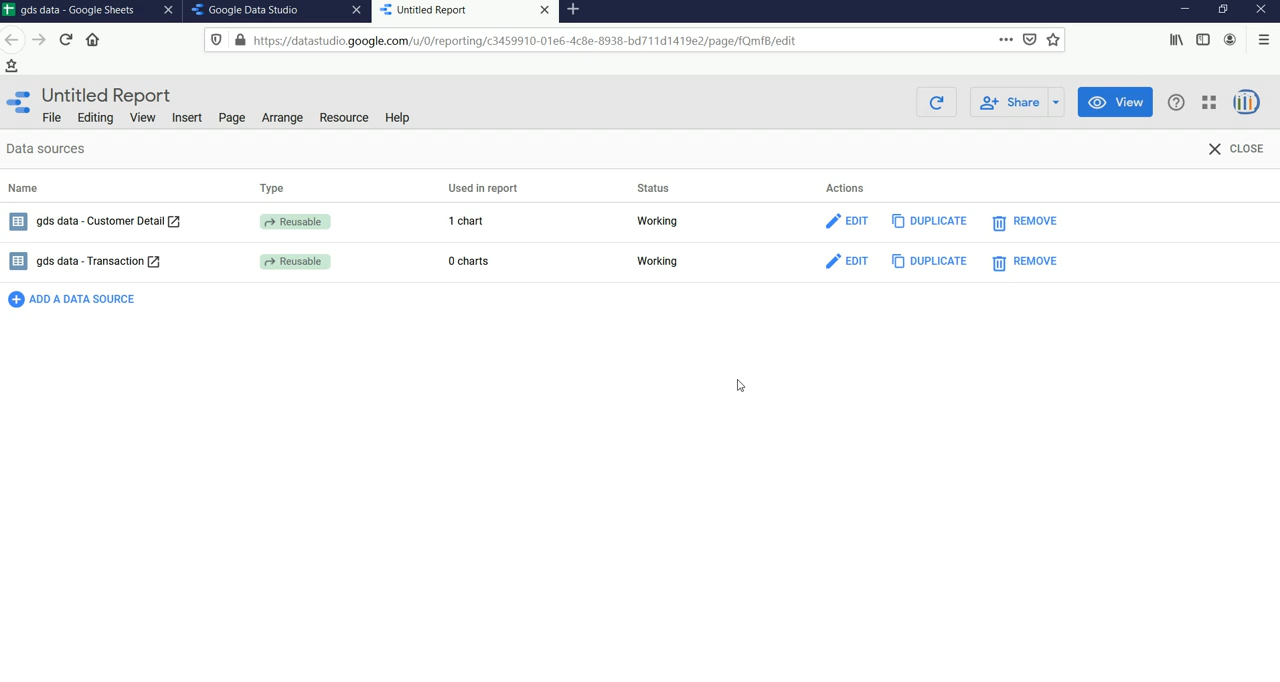 gds data - Google Sheets
Google Data Studio
Untitled Report
https://datastudio.google.com/u/0/reporting/c3459910-01e6-4c8e-8938-bd711d1419e2/page/fQmfB/edit
Untitled Report
File Editing View Insert Page Arrange Resource Help
Share
View
Data sources
CLOSE
Name Type Used in report Status Actions
gds data - Customer Detail Reusable 1 chart Working EDIT DUPLICATE REMOVE
gds data - Transaction Reusable 0 charts Working EDIT DUPLICATE REMOVE
ADD A DATA SOURCE